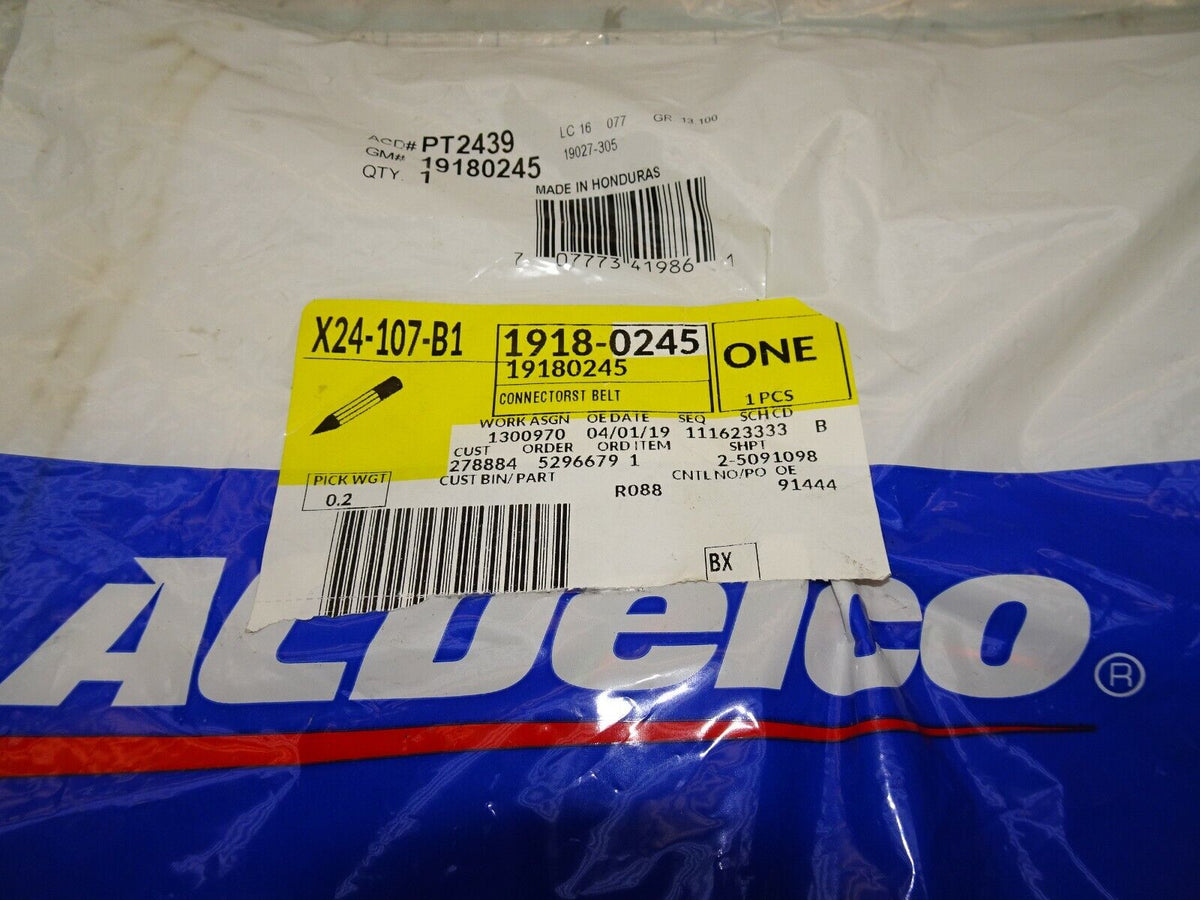 ACD# PT2439
GM# 19180245
QTY. 1
LC 16 077 GR 13.100
19027-305
MADE IN HONDURAS
7 07773 41986 1
X24-107-B1
1918-0245
19180245
CONNECTORST BELT
ONE
1 PCS
WORK ASGN OE DATE SEQ SCH CD
1300970 04/01/19 111623333 B
CUST ORDER ORD ITEM SHPT
278884 5296679 1 2-5091098
PICK WGT CUST BIN/PART CNTL NO/PO OE
0.2 R088 91444
BX
ACDelco ®